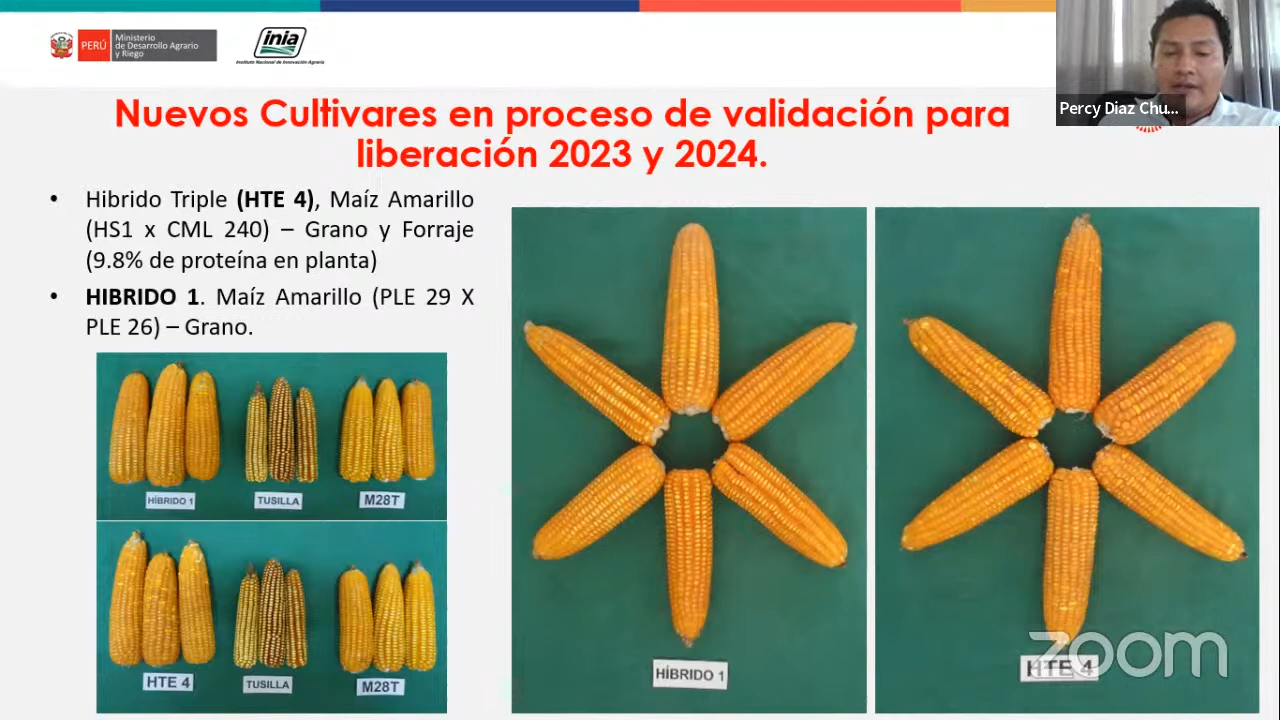 PERÚ
Ministerio
de Desarrollo Agrario
y Riego
inia
Instituto Nacional de Innovación Agraria
Percy Diaz Chu...
Nuevos Cultivares en proceso de validación para
liberación 2023 y 2024.
• Hibrido Triple (HTE 4), Maíz Amarillo
(HS1 x CML 240) – Grano y Forraje
(9.8% de proteína en planta)
• HIBRIDO 1. Maíz Amarillo (PLE 29 X
PLE 26) – Grano.
HÍBRIDO 1
TUSILLA
M28T
HTE 4
TUSILLA
M28T
HÍBRIDO 1
HTE 4
zoom